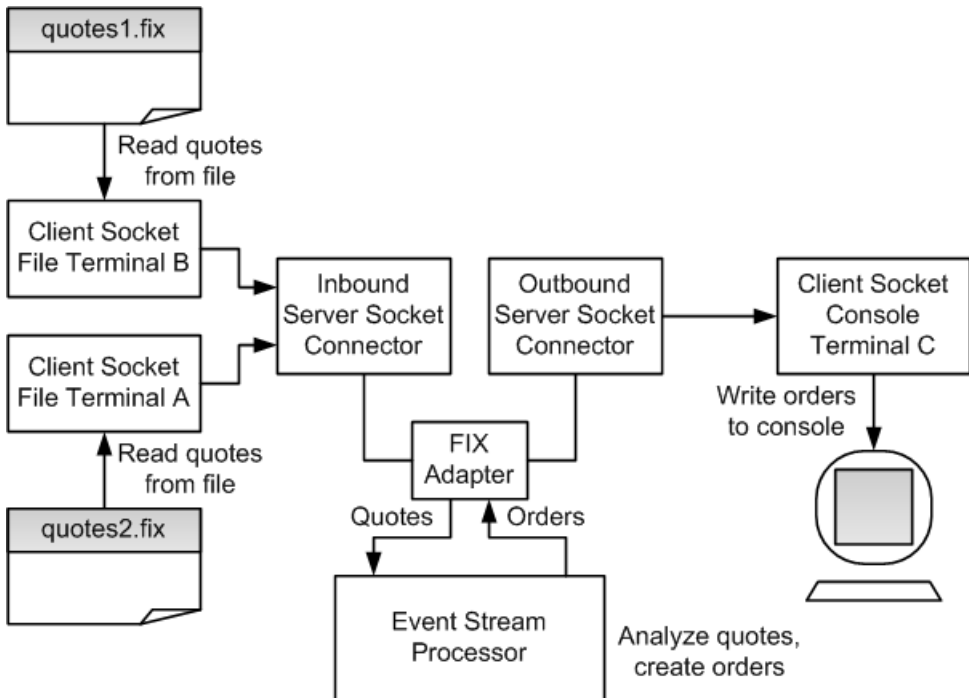 quotes1.fix
Read quotes
from file
Client Socket
File Terminal B
Inbound
Server Socket
Connector
Outbound
Server Socket
Connector
Client Socket
Console
Terminal C
Client Socket
File Terminal A
Write orders
to console
FIX
Adapter
Read quotes
from file
quotes2.fix
Quotes
Orders
Event Stream
Processor
Analyze quotes,
create orders